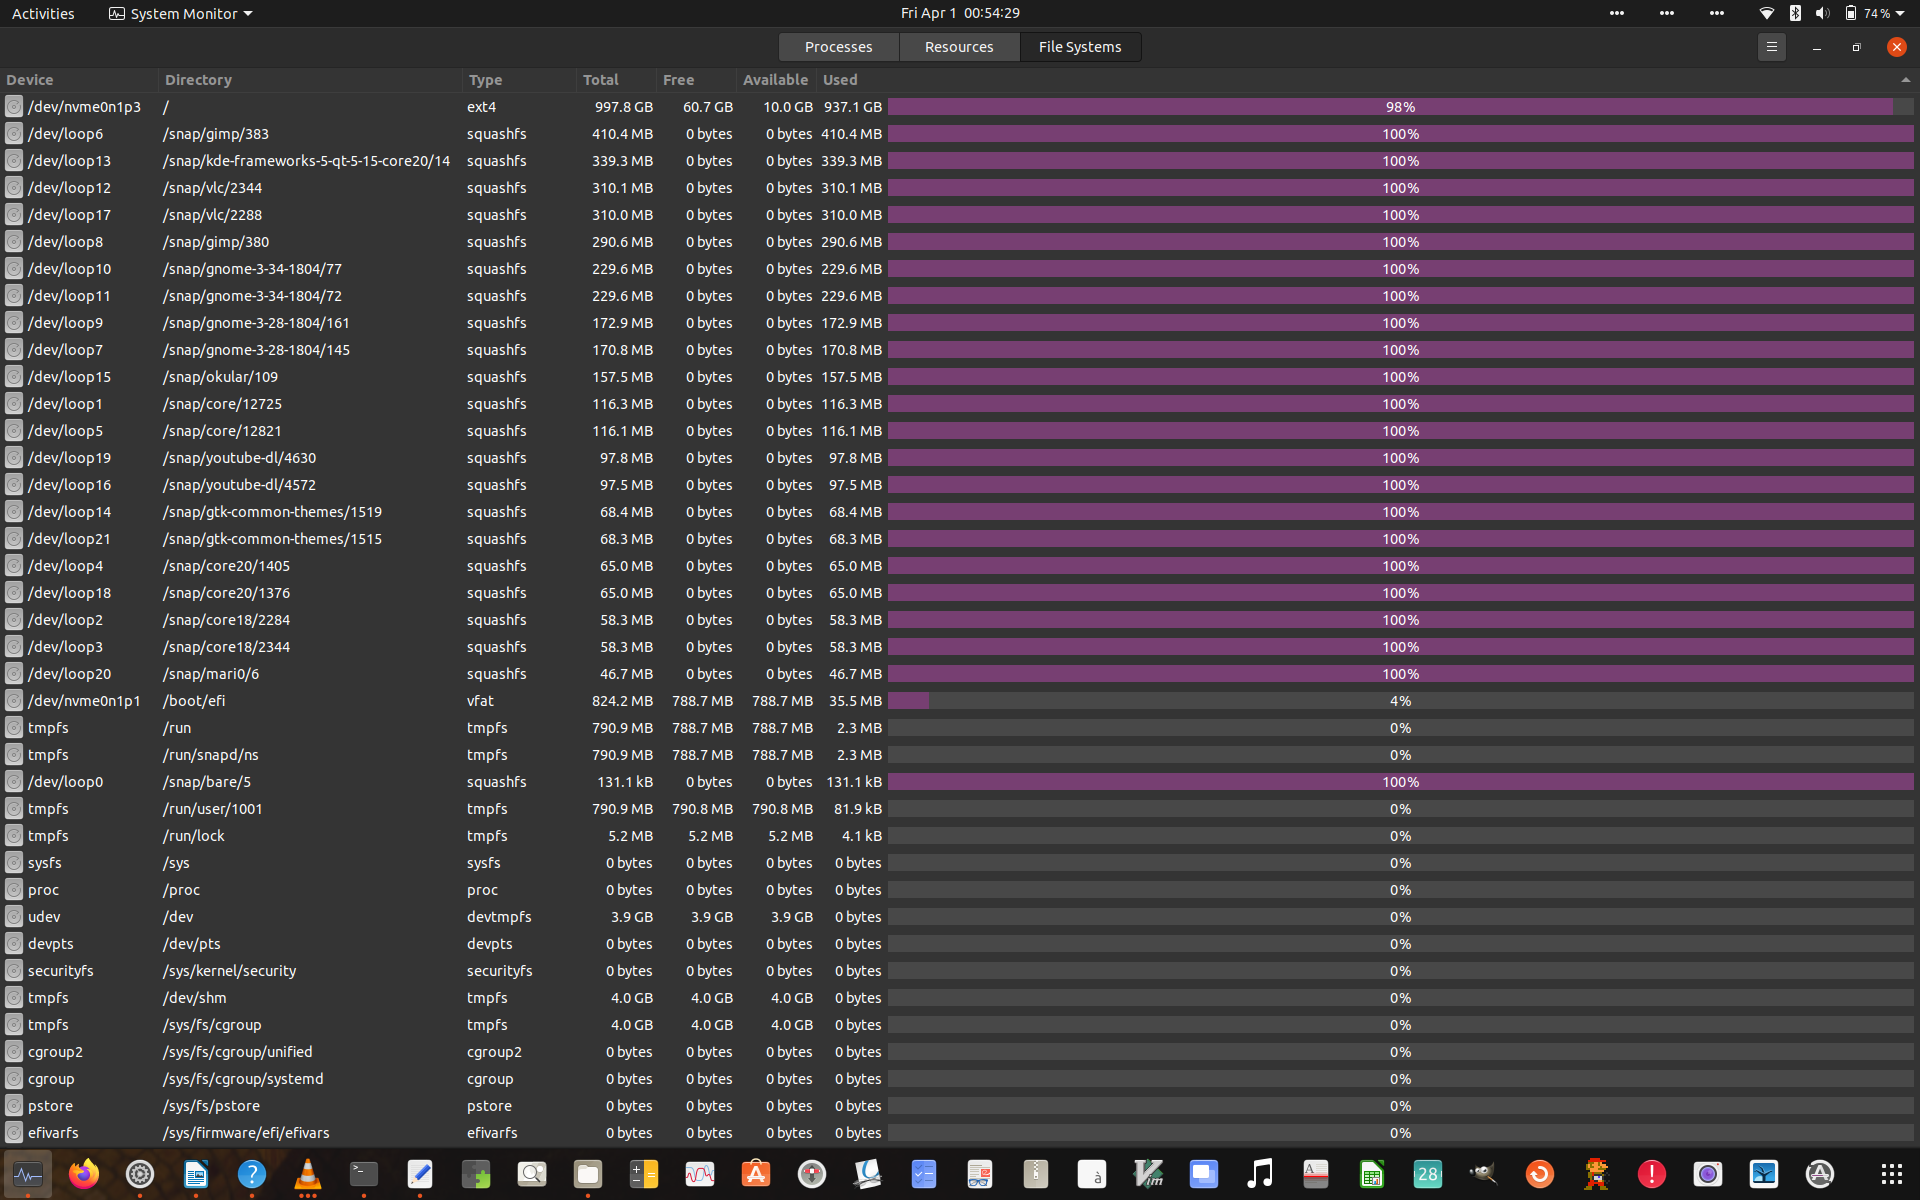 Activities System Monitor Fri Apr 1 00:54:29 74%
Processes Resources File Systems
Device Directory Type Total Free Available Used
/dev/nvme0n1p3 / ext4 997.8 GB 60.7 GB 10.0 GB 937.1 GB 98%
/dev/loop6 /snap/gimp/383 squashfs 410.4 MB 0 bytes 0 bytes 410.4 MB 100%
/dev/loop13 /snap/kde-frameworks-5-qt-5-15-core20/14 squashfs 339.3 MB 0 bytes 0 bytes 339.3 MB 100%
/dev/loop12 /snap/vlc/2344 squashfs 310.1 MB 0 bytes 0 bytes 310.1 MB 100%
/dev/loop17 /snap/vlc/2288 squashfs 310.0 MB 0 bytes 0 bytes 310.0 MB 100%
/dev/loop8 /snap/gimp/380 squashfs 290.6 MB 0 bytes 0 bytes 290.6 MB 100%
/dev/loop10 /snap/gnome-3-34-1804/77 squashfs 229.6 MB 0 bytes 0 bytes 229.6 MB 100%
/dev/loop11 /snap/gnome-3-34-1804/72 squashfs 229.6 MB 0 bytes 0 bytes 229.6 MB 100%
/dev/loop9 /snap/gnome-3-28-1804/161 squashfs 172.9 MB 0 bytes 0 bytes 172.9 MB 100%
/dev/loop7 /snap/gnome-3-28-1804/145 squashfs 170.8 MB 0 bytes 0 bytes 170.8 MB 100%
/dev/loop15 /snap/okular/109 squashfs 157.5 MB 0 bytes 0 bytes 157.5 MB 100%
/dev/loop1 /snap/core/12725 squashfs 116.3 MB 0 bytes 0 bytes 116.3 MB 100%
/dev/loop5 /snap/core/12821 squashfs 116.1 MB 0 bytes 0 bytes 116.1 MB 100%
/dev/loop19 /snap/youtube-dl/4630 squashfs 97.8 MB 0 bytes 0 bytes 97.8 MB 100%
/dev/loop16 /snap/youtube-dl/4572 squashfs 97.5 MB 0 bytes 0 bytes 97.5 MB 100%
/dev/loop14 /snap/gtk-common-themes/1519 squashfs 68.4 MB 0 bytes 0 bytes 68.4 MB 100%
/dev/loop21 /snap/gtk-common-themes/1515 squashfs 68.3 MB 0 bytes 0 bytes 68.3 MB 100%
/dev/loop4 /snap/core20/1405 squashfs 65.0 MB 0 bytes 0 bytes 65.0 MB 100%
/dev/loop18 /snap/core20/1376 squashfs 65.0 MB 0 bytes 0 bytes 65.0 MB 100%
/dev/loop2 /snap/core18/2284 squashfs 58.3 MB 0 bytes 0 bytes 58.3 MB 100%
/dev/loop3 /snap/core18/2344 squashfs 58.3 MB 0 bytes 0 bytes 58.3 MB 100%
/dev/loop20 /snap/mari0/6 squashfs 46.7 MB 0 bytes 0 bytes 46.7 MB 100%
/dev/nvme0n1p1 /boot/efi vfat 824.2 MB 788.7 MB 788.7 MB 35.5 MB 4%
tmpfs /run tmpfs 790.9 MB 788.7 MB 788.7 MB 2.3 MB 0%
tmpfs /run/snapd/ns tmpfs 790.9 MB 788.7 MB 788.7 MB 2.3 MB 0%
/dev/loop0 /snap/bare/5 squashfs 131.1 kB 0 bytes 0 bytes 131.1 kB 100%
tmpfs /run/user/1001 tmpfs 790.9 MB 790.8 MB 790.8 MB 81.9 kB 0%
tmpfs /run/lock tmpfs 5.2 MB 5.2 MB 5.2 MB 4.1 kB 0%
sysfs /sys sysfs 0 bytes 0 bytes 0 bytes 0 bytes 0%
proc /proc proc 0 bytes 0 bytes 0 bytes 0 bytes 0%
udev /dev devtmpfs 3.9 GB 3.9 GB 3.9 GB 0 bytes 0%
devpts /dev/pts devpts 0 bytes 0 bytes 0 bytes 0 bytes 0%
securityfs /sys/kernel/security securityfs 0 bytes 0 bytes 0 bytes 0 bytes 0%
tmpfs /dev/shm tmpfs 4.0 GB 4.0 GB 4.0 GB 0 bytes 0%
tmpfs /sys/fs/cgroup tmpfs 4.0 GB 4.0 GB 4.0 GB 0 bytes 0%
cgroup2 /sys/fs/cgroup/unified cgroup2 0 bytes 0 bytes 0 bytes 0 bytes 0%
cgroup /sys/fs/cgroup/systemd cgroup 0 bytes 0 bytes 0 bytes 0 bytes 0%
pstore /sys/fs/pstore pstore 0 bytes 0 bytes 0 bytes 0 bytes 0%
efivarfs /sys/firmware/efi/efivars efivarfs 0 bytes 0 bytes 0 bytes 0 bytes 0%
? >_ à Vim 28